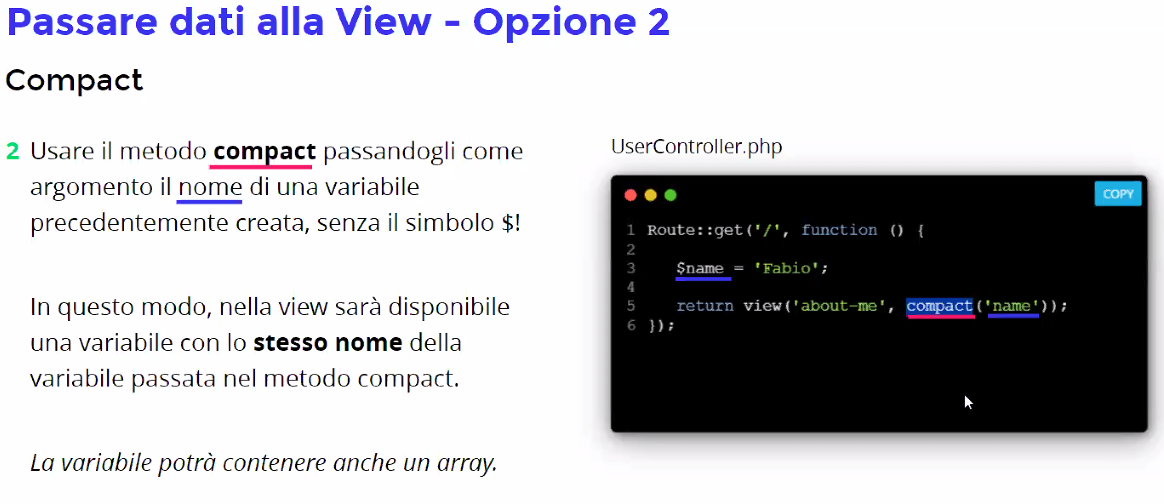 Passare dati alla View - Opzione 2
Compact
2 Usare il metodo compact passandogli come
argomento il nome di una variabile
precedentemente creata, senza il simbolo $!
In questo modo, nella view sarà disponibile
una variabile con lo stesso nome della
variabile passata nel metodo compact.
La variabile potrà contenere anche un array.
UserController.php
COPY
1 Route::get('/', function () {
2
3 $name = 'Fabio';
4
5 return view('about-me', compact('name'));
6 });